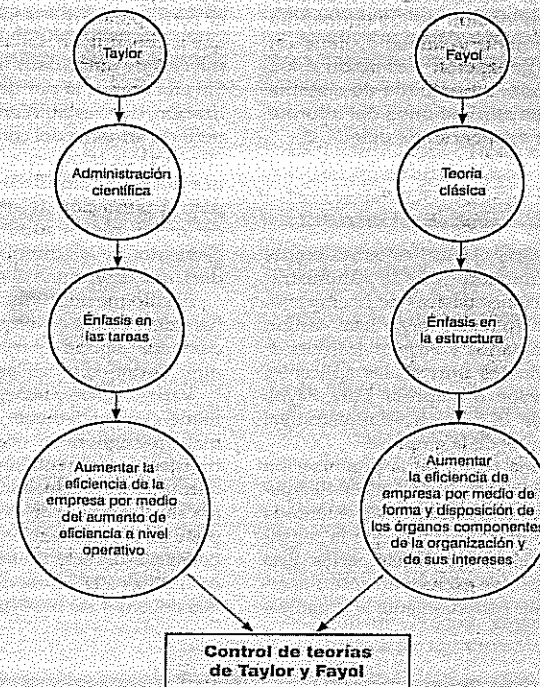 Taylor
Administración
científica
Énfasis en
las tareas
Aumentar la
eficiencia de la
empresa por medio
del aumento de
eficiencia a nivel
operativo
Fayol
Teoría
clásica
Énfasis en
la estructura
Aumentar
la eficiencia de
empresa por medio de
forma y disposición de
los órganos componentes
de la organización y
de sus intereses
Control de teorías
de Taylor y Fayol